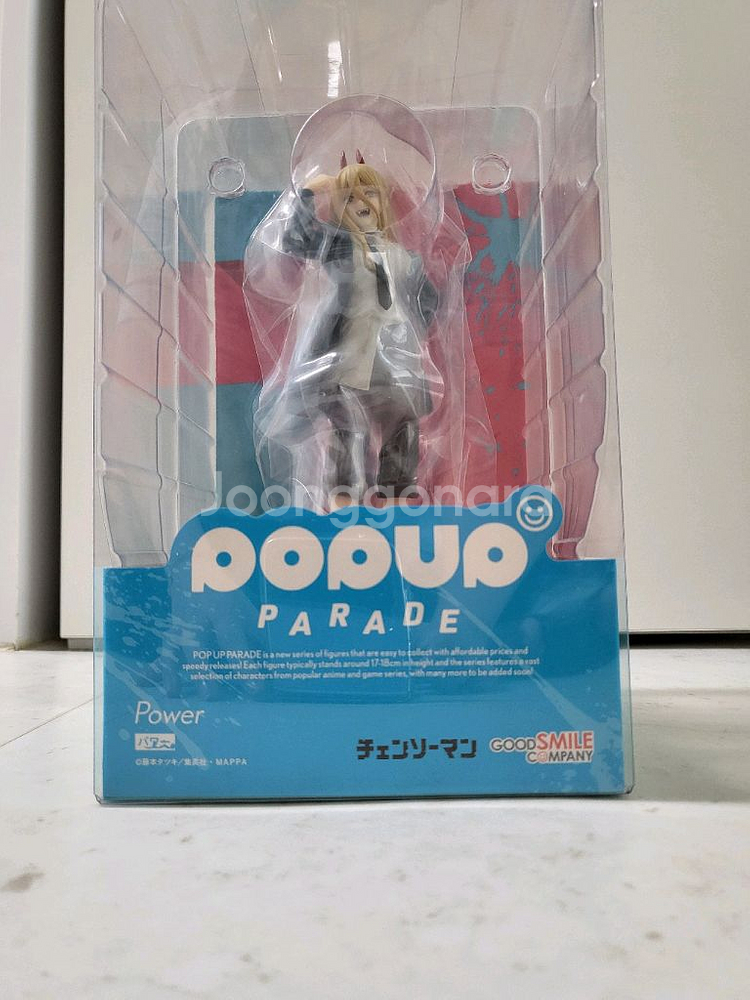 Joonggonara
POPUP
PARADE
POP UP PARADE is a new series of figures that are easy to collect with affordable prices and
speedy releases! Each figure typically stands around 17-18cm in height and the series features a vast
selection of characters from popular anime and game series, with many more to be added soon!
Power
パワー
チェンソーマン
GOOD SMILE
COMPANY
©藤本タツキ/集英社・MAPPA